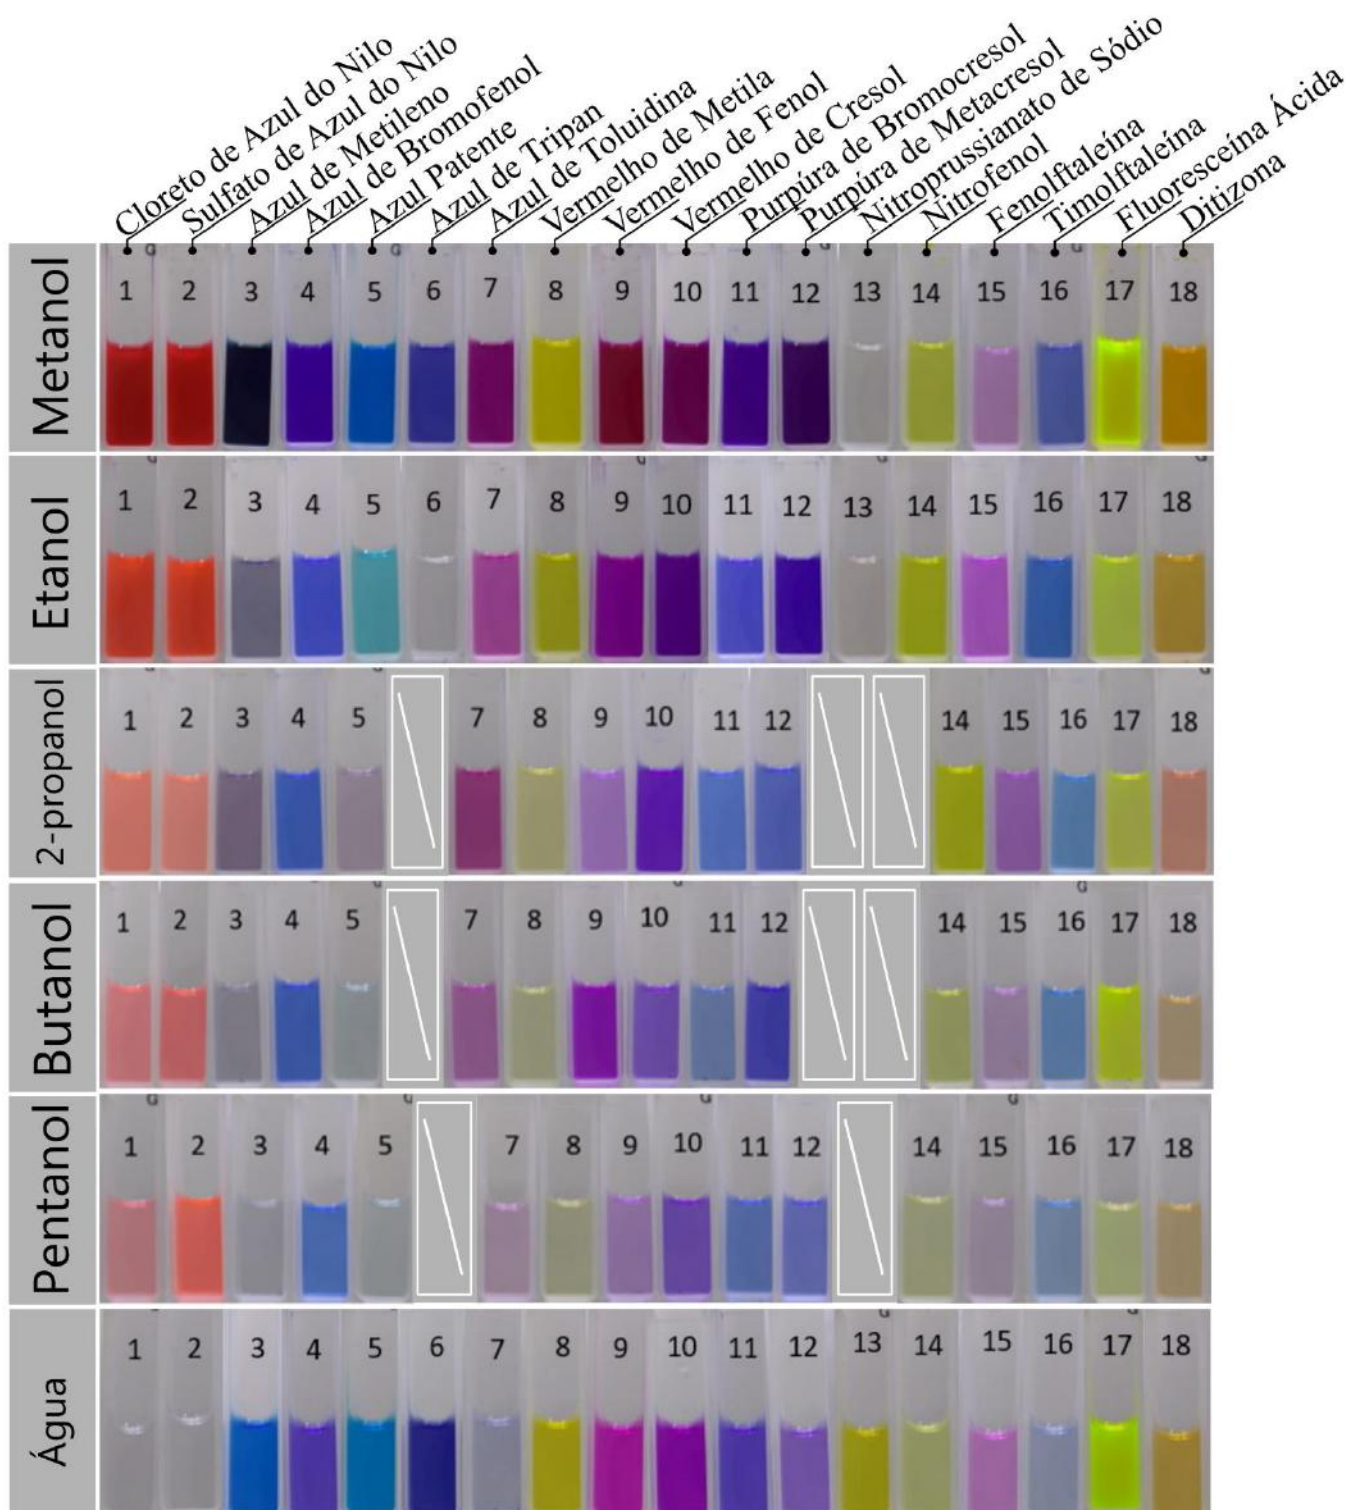 Cloreto de Azul do Nilo
Sulfato de Azul do Nilo
Azul de Metileno
Azul de Bromofenol
Azul Patente
Azul de Tripan
Azul de Toluidina
Vermelho de Metila
Vermelho de Fenol
Vermelho de Cresol
Purpúra de Bromocresol
Purpúra de Metacresol
Nitroprussianato de Sódio
Nitrofenol
Fenolftaleína
Timolftaleína
Fluoresceína Ácida
Ditizona
Metanol
1 2 3 4 5 6 7 8 9 10 11 12 13 14 15 16 17 18
Etanol
1 2 3 4 5 6 7 8 9 10 11 12 13 14 15 16 17 18
2-propanol
1 2 3 4 5 7 8 9 10 11 12 14 15 16 17 18
Butanol
1 2 3 4 5 7 8 9 10 11 12 14 15 16 17 18
Pentanol
1 2 3 4 5 7 8 9 10 11 12 14 15 16 17 18
Água
1 2 3 4 5 6 7 8 9 10 11 12 13 14 15 16 17 18